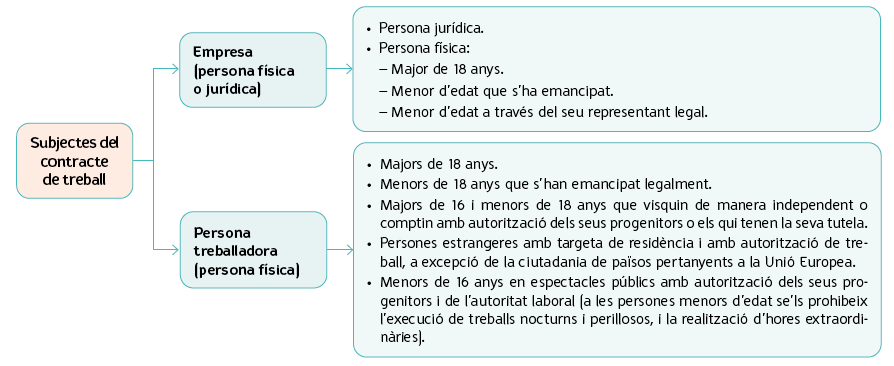 Subjectes del
contracte
de treball
Empresa
(persona física
o jurídica)
• Persona jurídica.
• Persona física:
– Major de 18 anys.
– Menor d'edat que s'ha emancipat.
– Menor d'edat a través del seu representant legal.
Persona
treballadora
(persona física)
• Majors de 18 anys.
• Menors de 18 anys que s'han emancipat legalment.
• Majors de 16 i menors de 18 anys que visquin de manera independent o
comptin amb autorització dels seus progenitors o els qui tenen la seva tutela.
• Persones estrangeres amb targeta de residència i amb autorització de tre-
ball, a excepció de la ciutadania de països pertanyents a la Unió Europea.
• Menors de 16 anys en espectacles públics amb autorització dels seus pro-
genitors i de l'autoritat laboral (a les persones menors d'edat se'ls prohibeix
l'execució de treballs nocturns i perillosos, i la realització d'hores extraordi-
nàries).